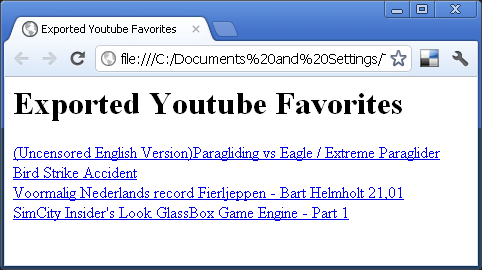 Exported Youtube Favorites
file:///C:/Documents%20and%20Settings/
Exported Youtube Favorites
(Uncensored English Version)Paragliding vs Eagle / Extreme Paraglider
Bird Strike Accident
Voormalig Nederlands record Fierljeppen - Bart Helmholt 21,01
SimCity Insider's Look GlassBox Game Engine - Part 1